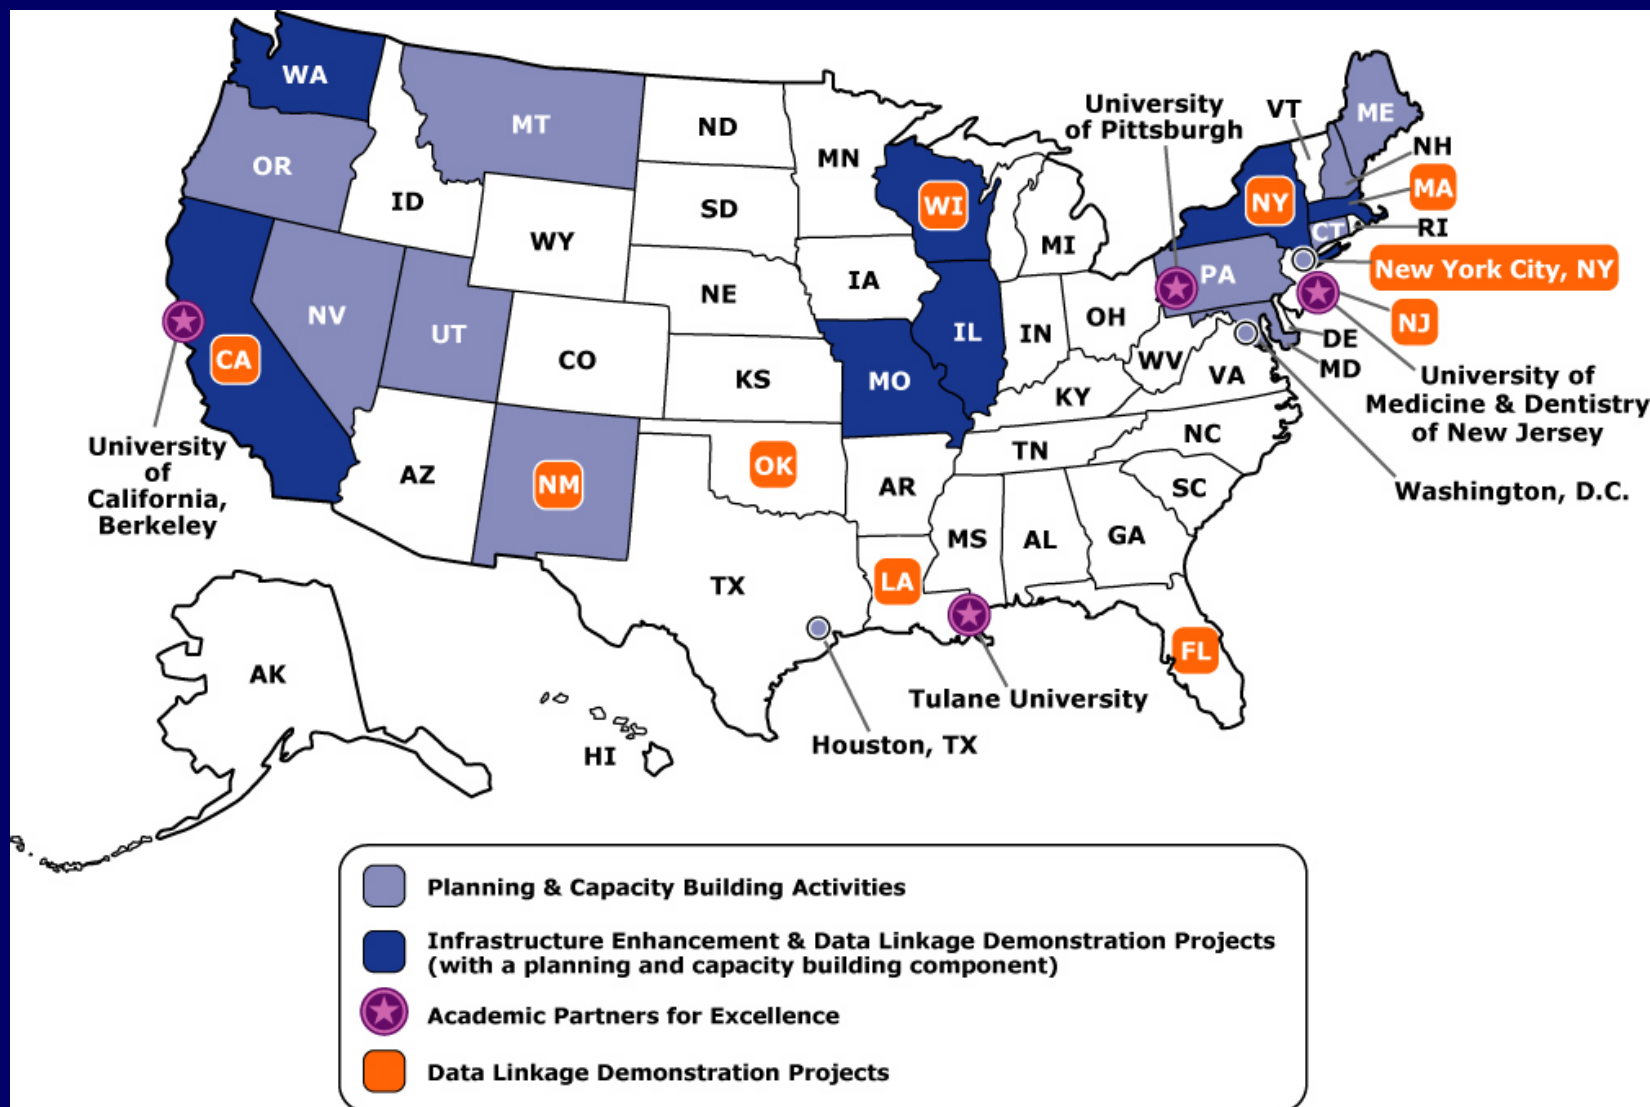 WA
MT
ND
MN
University
of Pittsburgh
VT
ME
NH
OR
ID
SD
WI
NY
MA
WY
MI
CT
RI
IA
PA
New York City, NY
NE
NV
UT
IL
IN
OH
NJ
DE
CA
CO
KS
MO
WV
VA
MD
KY
University of
Medicine & Dentistry
of New Jersey
University
of
California,
Berkeley
AZ
NM
OK
AR
TN
NC
SC
Washington, D.C.
MS
AL
GA
TX
LA
FL
AK
Tulane University
HI
Houston, TX
Planning & Capacity Building Activities
Infrastructure Enhancement & Data Linkage Demonstration Projects
(with a planning and capacity building component)
Academic Partners for Excellence
Data Linkage Demonstration Projects